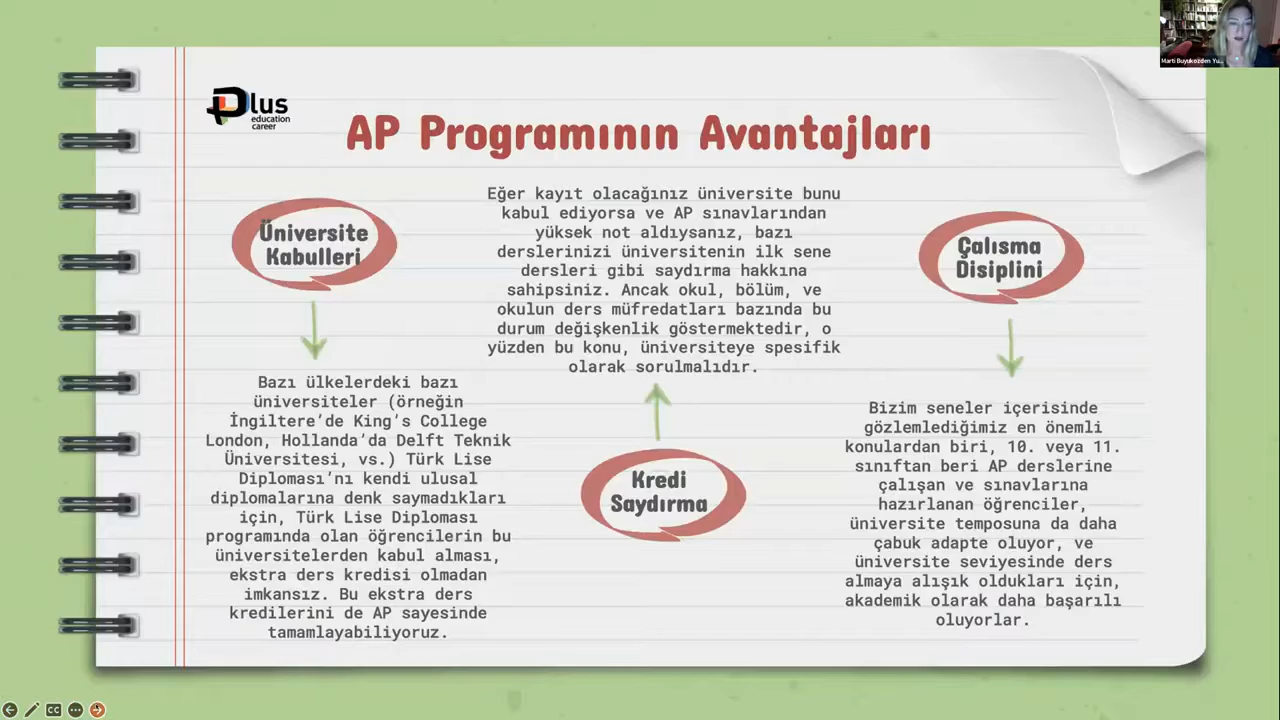 Marti Buyukozden Yu...
Plus
education
career
AP Programının Avantajları
Üniversite
Kabulleri
Bazı ülkelerdeki bazı
üniversiteler (örneğin
İngiltere’de King’s College
London, Hollanda’da Delft Teknik
Üniversitesi, vs.) Türk Lise
Diploması’nı kendi ulusal
diplomalarına denk saymadıkları
için, Türk Lise Diploması
programında olan öğrencilerin bu
üniversitelerden kabul alması,
ekstra ders kredisi olmadan
imkansız. Bu ekstra ders
kredilerini de AP sayesinde
tamamlayabiliyoruz.
Eğer kayıt olacağınız üniversite bunu
kabul ediyorsa ve AP sınavlarından
yüksek not aldıysanız, bazı
derslerinizi üniversitenin ilk sene
dersleri gibi saydırma hakkına
sahipsiniz. Ancak okul, bölüm, ve
okulun ders müfredatları bazında bu
durum değişkenlik göstermektedir, o
yüzden bu konu, üniversiteye spesifik
olarak sorulmalıdır.
Kredi
Saydırma
Çalısma
Disiplini
Bizim seneler içerisinde
gözlemlediğimiz en önemli
konulardan biri, 10. veya 11.
sınıftan beri AP derslerine
çalışan ve sınavlarına
hazırlanan öğrenciler,
üniversite temposuna da daha
çabuk adapte oluyor, ve
üniversite seviyesinde ders
almaya alışık oldukları için,
akademik olarak daha başarılı
oluyorlar.
CC